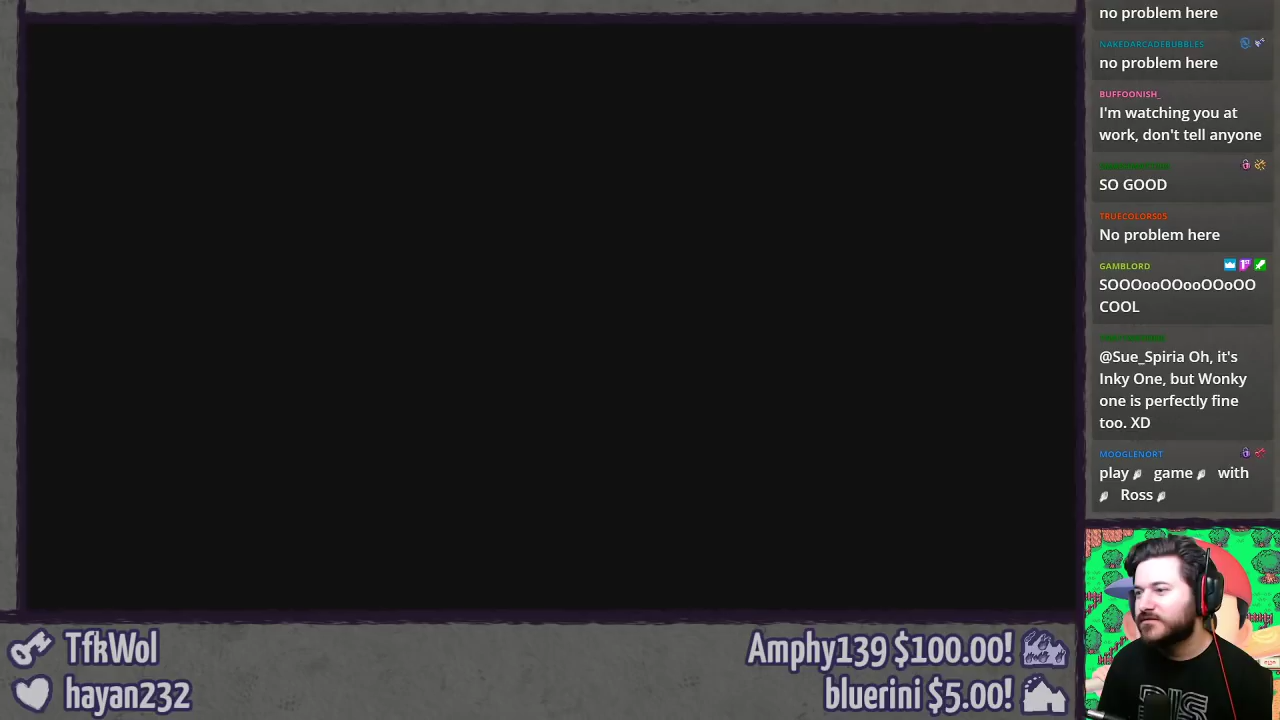 no problem here
NAKEDARCADEBUBBLES
no problem here
BUFFOONISH_
I'm watching you at
work, don't tell anyone
SO GOOD
TRUECOLORS05
No problem here
GAMBLORD
SOOOooOOooOOoOO
COOL
@Sue_Spiria Oh, it's
Inky One, but Wonky
one is perfectly fine
too. XD
MOOGLENORT
play game with
Ross
TfkWol
hayan232
Amphy139 $100.00!
bluerini $5.00!